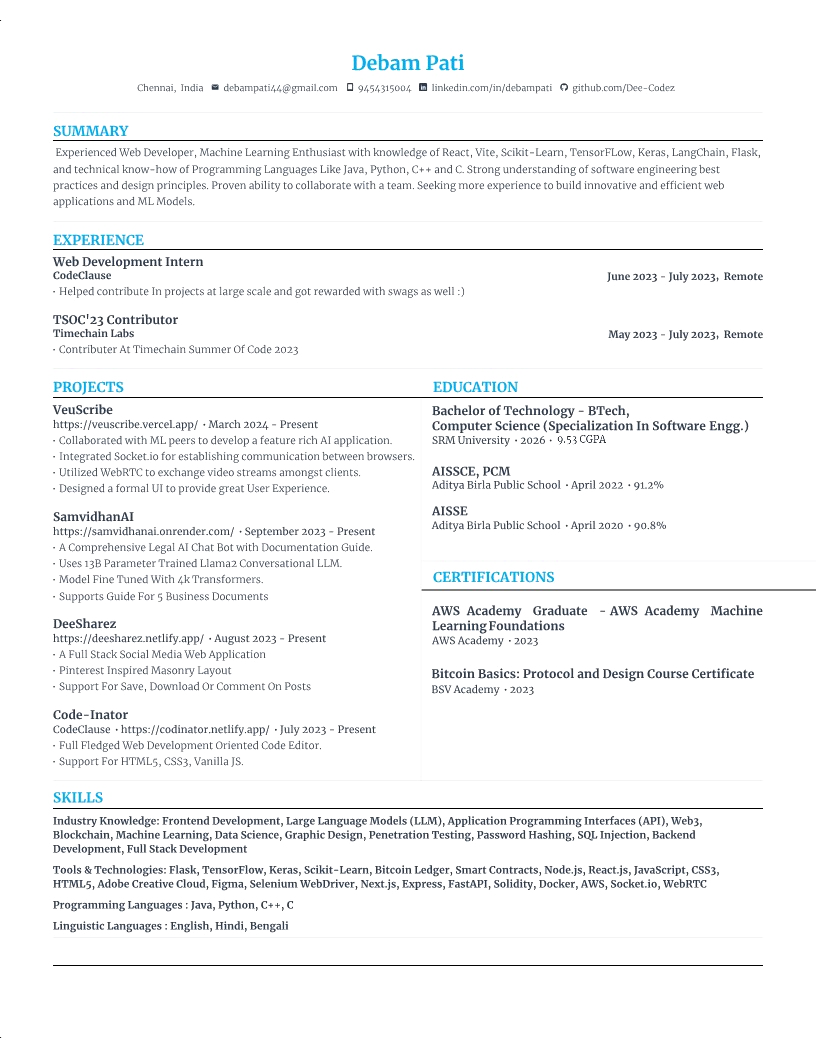 Debam Pati
Chennai, India debampati44@gmail.com 9454315004 linkedin.com/in/debampati github.com/Dee-Codez
SUMMARY
Experienced Web Developer, Machine Learning Enthusiast with knowledge of React, Vite, Scikit-Learn, TensorFLow, Keras, LangChain, Flask,
and technical know-how of Programming Languages Like Java, Python, C++ and C. Strong understanding of software engineering best
practices and design principles. Proven ability to collaborate with a team. Seeking more experience to build innovative and efficient web
applications and ML Models.
EXPERIENCE
Web Development Intern
CodeClause June 2023 - July 2023, Remote
• Helped contribute In projects at large scale and got rewarded with swags as well :)
TSOC'23 Contributor
Timechain Labs May 2023 - July 2023, Remote
• Contributer At Timechain Summer Of Code 2023
PROJECTS
VeuScribe
https://veuscribe.vercel.app/ • March 2024 - Present
• Collaborated with ML peers to develop a feature rich AI application.
• Integrated Socket.io for establishing communication between browsers.
• Utilized WebRTC to exchange video streams amongst clients.
• Designed a formal UI to provide great User Experience.
SamvidhanAI
https://samvidhanai.onrender.com/ • September 2023 - Present
• A Comprehensive Legal AI Chat Bot with Documentation Guide.
• Uses 13B Parameter Trained Llama2 Conversational LLM.
• Model Fine Tuned With 4k Transformers.
• Supports Guide For 5 Business Documents
DeeSharez
https://deesharez.netlify.app/ • August 2023 - Present
• A Full Stack Social Media Web Application
• Pinterest Inspired Masonry Layout
• Support For Save, Download Or Comment On Posts
Code-Inator
CodeClause • https://codinator.netlify.app/ • July 2023 - Present
• Full Fledged Web Development Oriented Code Editor.
• Support For HTML5, CSS3, Vanilla JS.
EDUCATION
Bachelor of Technology - BTech,
Computer Science (Specialization In Software Engg.)
SRM University • 2026 • 9.53 CGPA
AISSCE, PCM
Aditya Birla Public School • April 2022 • 91.2%
AISSE
Aditya Birla Public School • April 2020 • 90.8%
CERTIFICATIONS
AWS Academy Graduate - AWS Academy Machine
Learning Foundations
AWS Academy • 2023
Bitcoin Basics: Protocol and Design Course Certificate
BSV Academy • 2023
SKILLS
Industry Knowledge: Frontend Development, Large Language Models (LLM), Application Programming Interfaces (API), Web3,
Blockchain, Machine Learning, Data Science, Graphic Design, Penetration Testing, Password Hashing, SQL Injection, Backend
Development, Full Stack Development
Tools & Technologies: Flask, TensorFlow, Keras, Scikit-Learn, Bitcoin Ledger, Smart Contracts, Node.js, React.js, JavaScript, CSS3,
HTML5, Adobe Creative Cloud, Figma, Selenium WebDriver, Next.js, Express, FastAPI, Solidity, Docker, AWS, Socket.io, WebRTC
Programming Languages : Java, Python, C++, C
Linguistic Languages : English, Hindi, Bengali